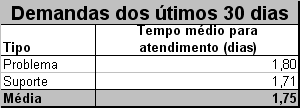 Demandas dos útimos 30 dias
Tipo Tempo médio para atendimento (dias)
Problema 1,80
Suporte 1,71
Média 1,75